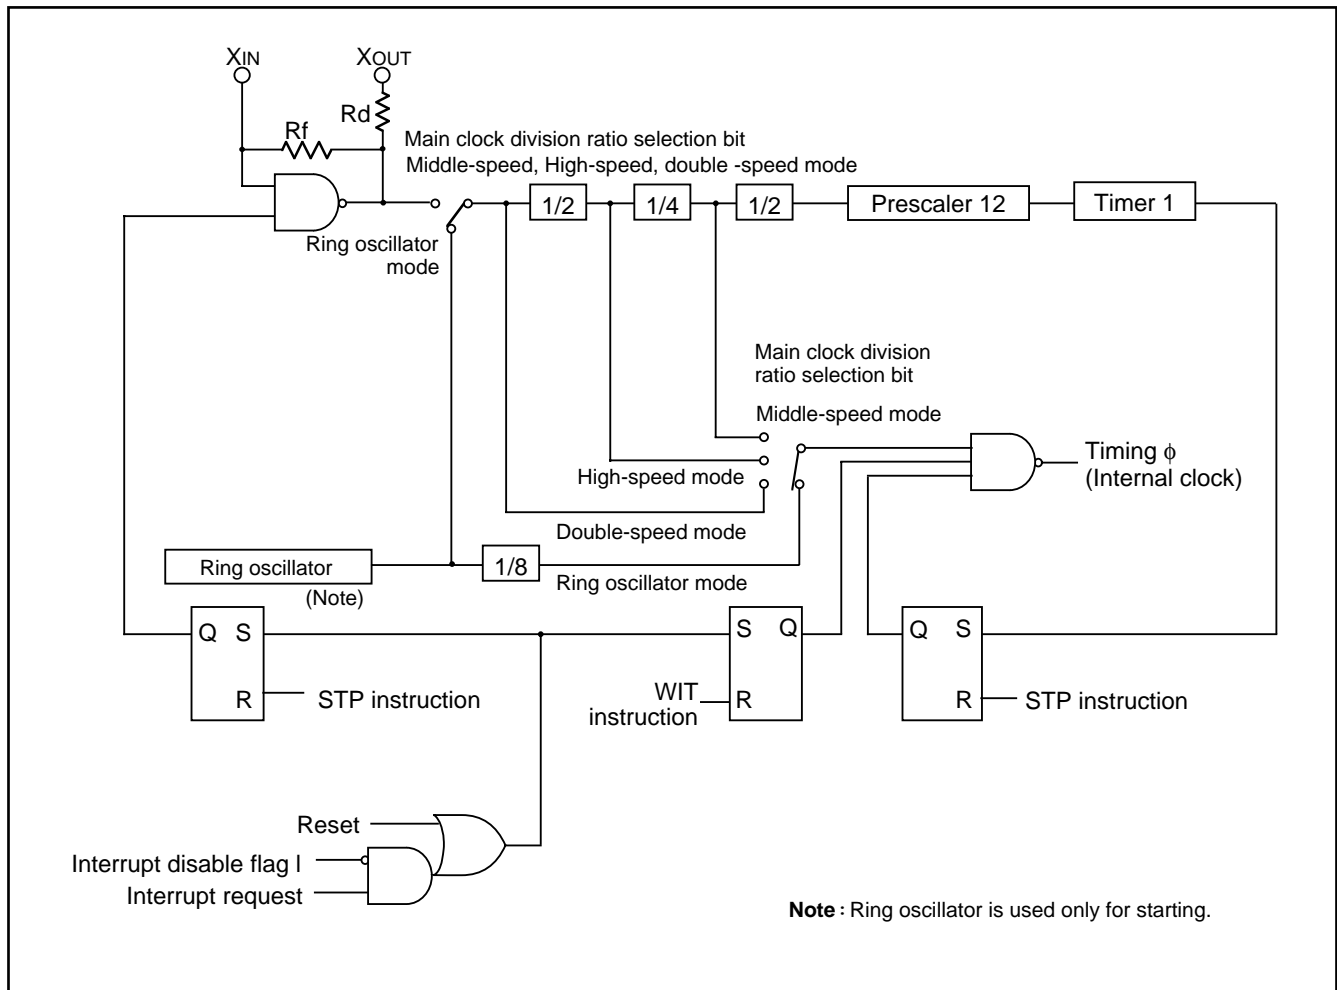 XIN
XOUT
Rd
Rf
Main clock division ratio selection bit
Middle-speed, High-speed, double -speed mode
1/2
1/4
1/2
Prescaler 12
Timer 1
Ring oscillator
mode
Main clock division
ratio selection bit
Middle-speed mode
High-speed mode
Timing ϕ
(Internal clock)
Double-speed mode
Ring oscillator
(Note)
1/8
Ring oscillator mode
Q S
R
STP instruction
S Q
R
WIT
instruction
Q S
R
STP instruction
Reset
Interrupt disable flag I
Interrupt request
Note : Ring oscillator is used only for starting.